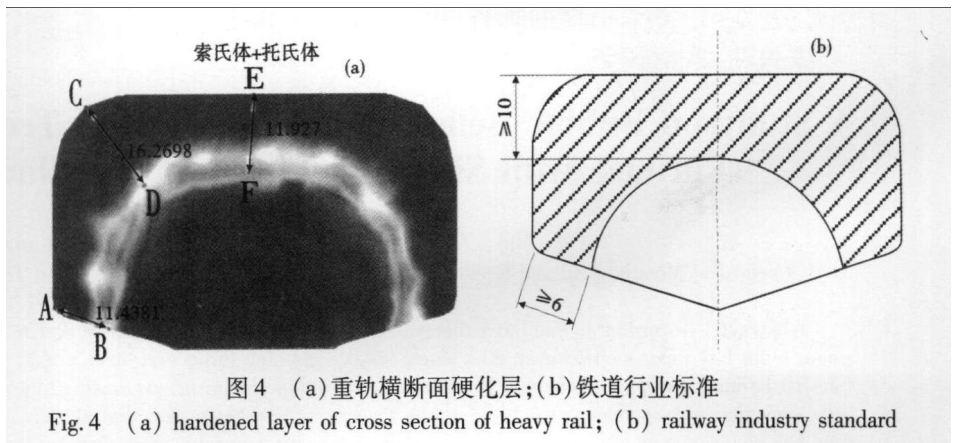 索氏体+托氏体
(a)
(b)
E
C
11.927
16.2698
D
F
A
11.4381
B
≥10
≥6
图4 (a)重轨横断面硬化层;(b)铁道行业标准
Fig. 4 (a) hardened layer of cross section of heavy rail; (b) railway industry standard